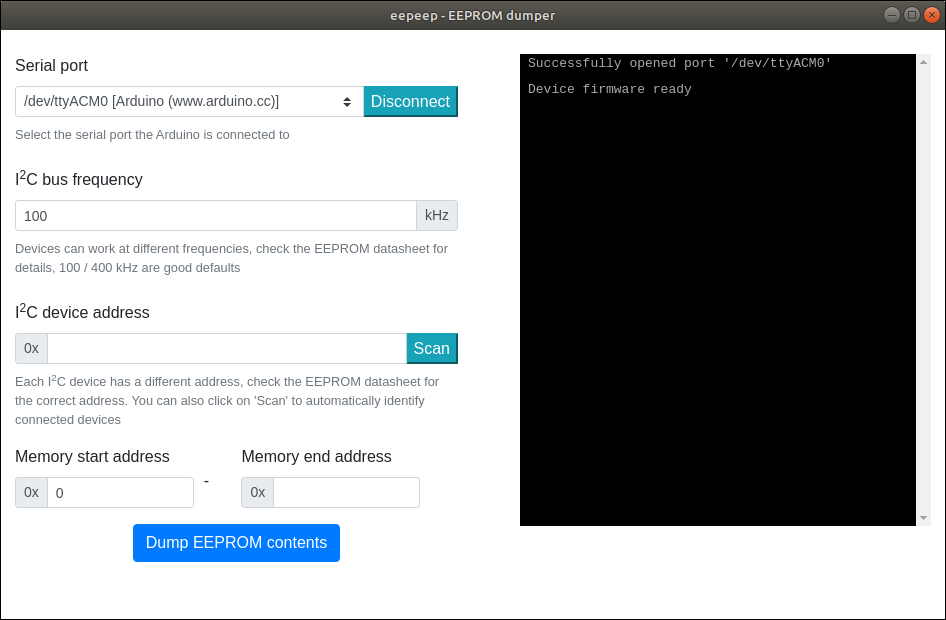 eepeep - EEPROM dumper
Serial port
/dev/ttyACM0 [Arduino (www.arduino.cc)]
Disconnect
Select the serial port the Arduino is connected to
I²C bus frequency
100
kHz
Devices can work at different frequencies, check the EEPROM datasheet for
details, 100 / 400 kHz are good defaults
I²C device address
0x
Scan
Each I²C device has a different address, check the EEPROM datasheet for
the correct address. You can also click on 'Scan' to automatically identify
connected devices
Memory start address
0x
0
-
Memory end address
0x
Dump EEPROM contents
Successfully opened port '/dev/ttyACM0'
Device firmware ready